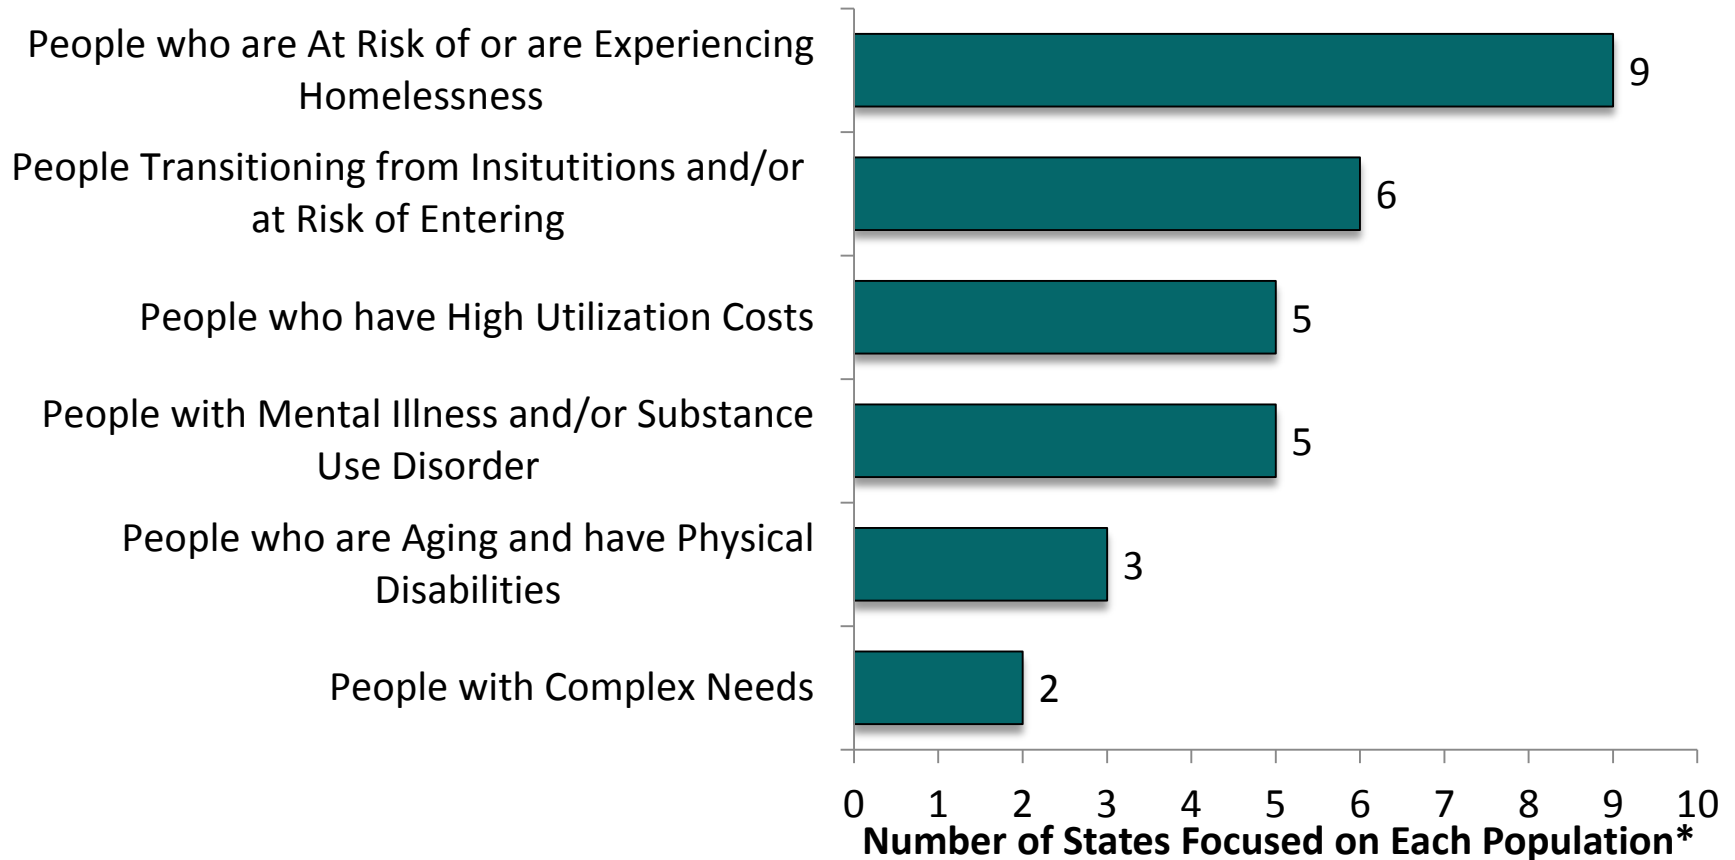 People who are At Risk of or are Experiencing
Homelessness
9
People Transitioning from Insitutitions and/or
at Risk of Entering
6
People who have High Utilization Costs
5
People with Mental Illness and/or Substance
Use Disorder
5
People who are Aging and have Physical
Disabilities
3
People with Complex Needs
2
0 1 2 3 4 5 6 7 8 9 10
Number of States Focused on Each Population*